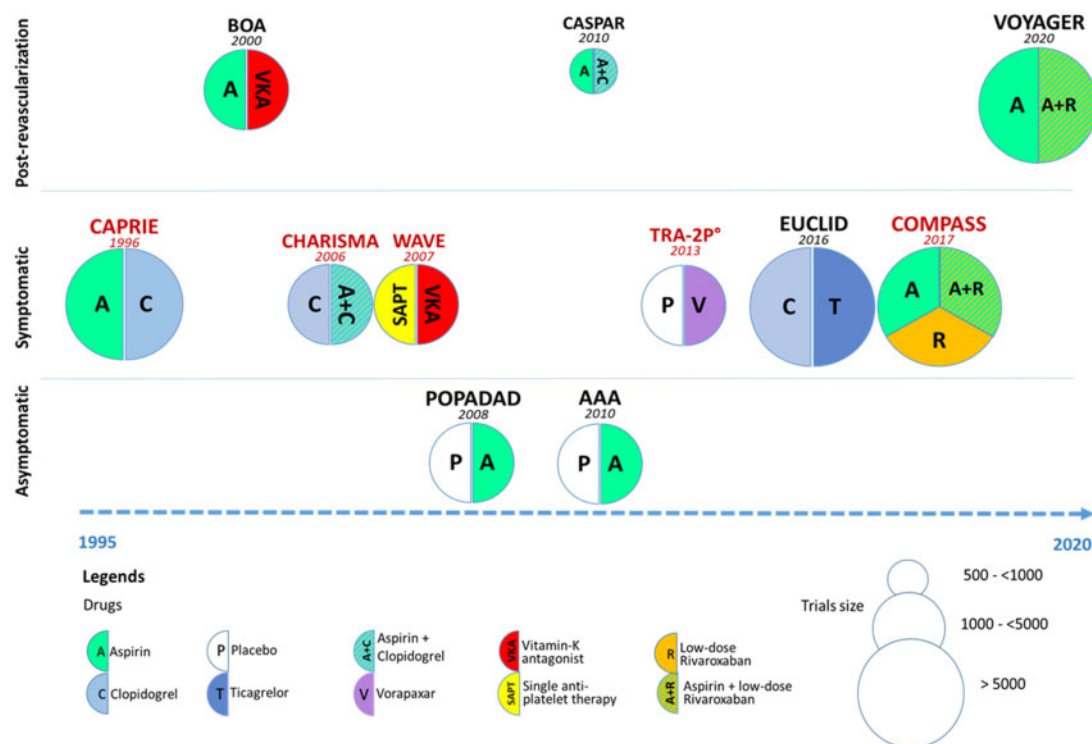 Post-revascularization
BOA
2000
A
VKA
CASPAR
2010
A
A+C
VOYAGER
2020
A
A+R
Symptomatic
CAPRIE
1996
A
C
CHARISMA
2006
C
A+C
WAVE
2007
SAPT
VKA
TRA-2P°
2013
P
V
EUCLID
2016
C
T
COMPASS
2017
A
A+R
R
Asymptomatic
POPADAD
2008
P
A
AAA
2010
P
A
1995
2020
Legends
Drugs
A
Aspirin
P
Placebo
A+C
Aspirin +
Clopidogrel
VKA
Vitamin-K
antagonist
R
Low-dose
Rivaroxaban
C
Clopidogrel
T
Ticagrelor
V
Vorapaxar
SAPT
Single anti-
platelet therapy
A+R
Aspirin + low-dose
Rivaroxaban
Trials size
500 - <1000
1000 - <5000
> 5000